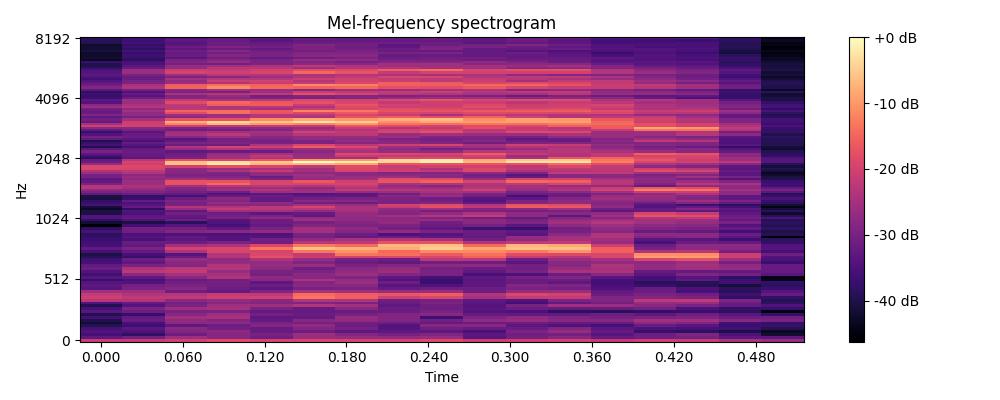 Mel-frequency spectrogram
8192
4096
2048
1024
512
0
Hz
0.000 0.060 0.120 0.180 0.240 0.300 0.360 0.420 0.480
Time
+0 dB
-10 dB
-20 dB
-30 dB
-40 dB